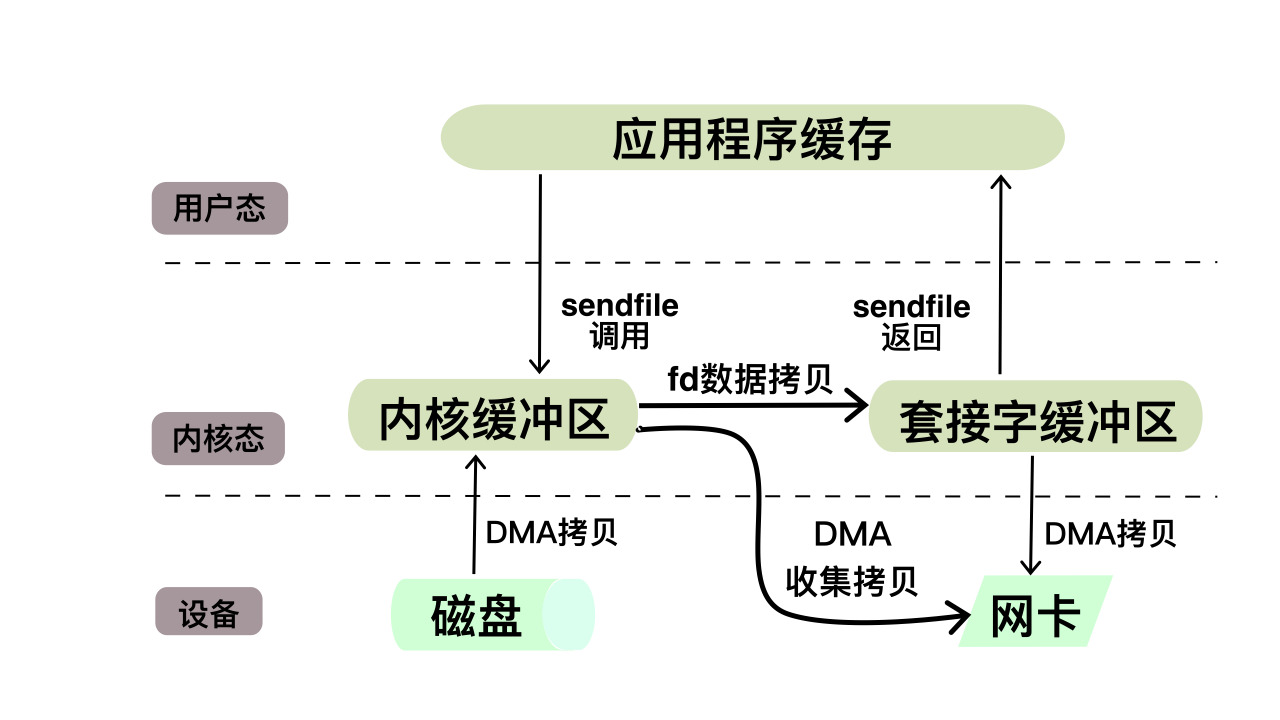 应用程序缓存
用户态
sendfile
调用
sendfile
返回
fd数据拷贝
内核缓冲区
套接字缓冲区
内核态
DMA拷贝
DMA
收集拷贝
DMA拷贝
设备
磁盘
网卡